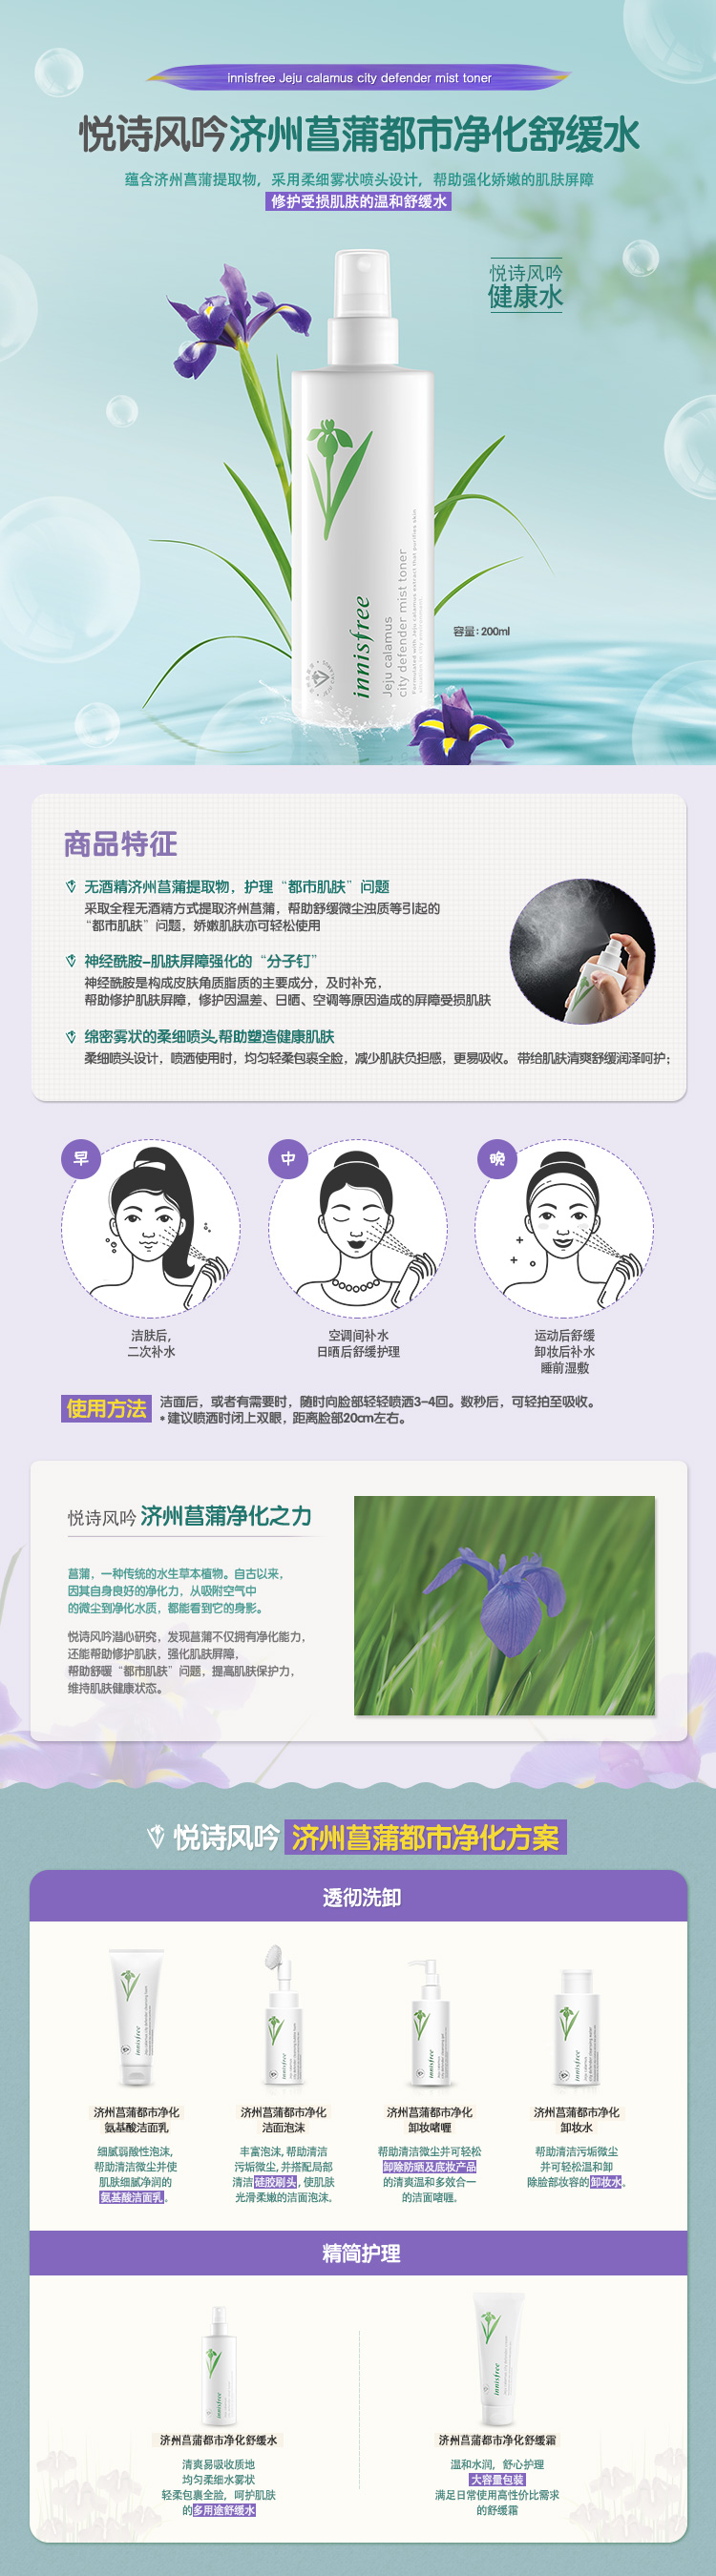 innisfree Jeju calamus city defender mist toner
悦诗风吟济州菖蒲都市净化舒缓水
蕴含济州菖蒲提取物，采用柔细雾状喷头设计，帮助强化娇嫩的肌肤屏障
修护受损肌肤的温和舒缓水
悦诗风吟
健康水
innisfree
Jeju calamus
city defender mist toner
Formulated with Jeju calamus extract that purifies skin
容量: 200ml
商品特征
无酒精济州菖蒲提取物，护理“都市肌肤”问题
采取全程无酒精方式提取济州菖蒲，帮助舒缓微尘浊质等引起的
“都市肌肤”问题，娇嫩肌肤亦可轻松使用
神经酰胺-肌肤屏障强化的“分子钉”
神经酰胺是构成皮肤角质脂质的主要成分，及时补充，
帮助修护肌肤屏障，修护因温差、日晒、空调等原因造成的屏障受损肌肤
绵密雾状的柔细喷头,帮助塑造健康肌肤
柔细喷头设计，喷洒使用时，均匀轻柔包裹全脸，减少肌肤负担感，更易吸收。带给肌肤清爽舒缓润泽呵护；
早
中
晚
洁肤后,
二次补水
空调间补水
日晒后舒缓护理
运动后舒缓
卸妆后补水
睡前湿敷
使用方法
洁面后，或者有需要时，随时向脸部轻轻喷洒3-4回。数秒后，可轻拍至吸收。
* 建议喷洒时闭上双眼，距离脸部20cm左右。
悦诗风吟 济州菖蒲净化之力
菖蒲，一种传统的水生草本植物。自古以来，
因其自身良好的净化力，从吸附空气中
的微尘到净化水质，都能看到它的身影。
悦诗风吟潜心研究，发现菖蒲不仅拥有净化能力，
还能帮助修护肌肤，强化肌肤屏障，
帮助舒缓“都市肌肤”问题，提高肌肤保护力，
维持肌肤健康状态。
悦诗风吟 济州菖蒲都市净化方案
透彻洗卸
济州菖蒲都市净化
氨基酸洁面乳
细腻弱酸性泡沫,
帮助清洁微尘并使
肌肤细腻净润的
氨基酸洁面乳。
济州菖蒲都市净化
洁面泡沫
丰富泡沫, 帮助清洁
污垢微尘, 并搭配局部
清洁硅胶刷头, 使肌肤
光滑柔嫩的洁面泡沫。
济州菖蒲都市净化
卸妆啫喱
帮助清洁微尘并可轻松
卸除防晒及底妆产品
的清爽温和多效合一
的洁面啫喱。
济州菖蒲都市净化
卸妆水
帮助清洁污垢微尘
并可轻松温和卸
除脸部妆容的卸妆水。
精简护理
济州菖蒲都市净化舒缓水
清爽易吸收质地
均匀柔细水雾状
轻柔包裹全脸，呵护肌肤
的多用途舒缓水
济州菖蒲都市净化舒缓霜
温和水润，舒心护理
大容量包装
满足日常使用高性价比需求
的舒缓霜